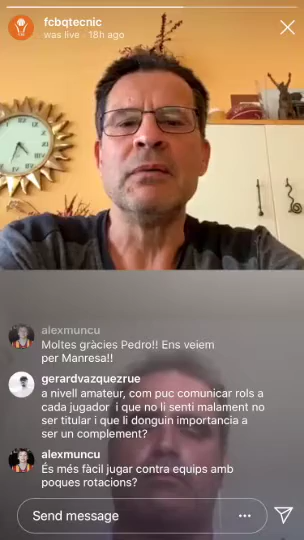 fcbqtecnic
was live · 18h ago
alexmuncu
Moltes gràcies Pedro!! Ens veiem
per Manresa!!
gerardvazquezrue
a nivell amateur, com puc comunicar rols a
cada jugador i que no li senti malament no
ser titular i que li donguin importancia a
ser un complement?
alexmuncu
És més fàcil jugar contra equips amb
poques rotacions?
Send message